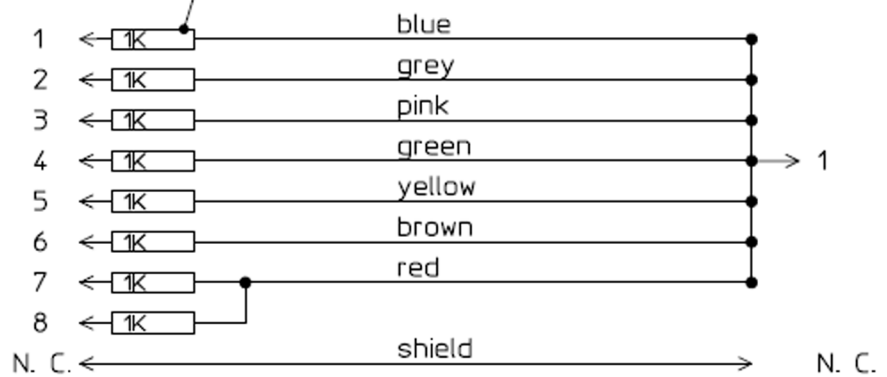 1 1K blue
2 1K grey
3 1K pink
4 1K green 1
5 1K yellow
6 1K brown
7 1K red
8 1K
N. C. shield N. C.